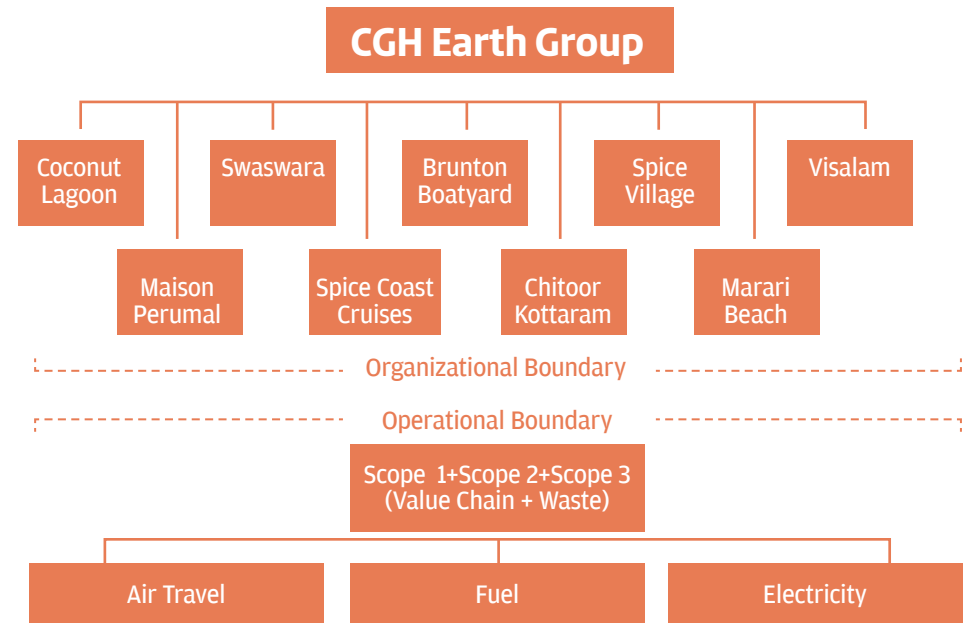 CGH Earth Group
Coconut
Lagoon
Swaswara
Brunton
Boatyard
Spice
Village
Visalam
Maison
Perumal
Spice Coast
Cruises
Chitoor
Kottaram
Marari
Beach
Organizational Boundary
Operational Boundary
Scope 1+Scope 2+Scope 3
(Value Chain + Waste)
Air Travel
Fuel
Electricity